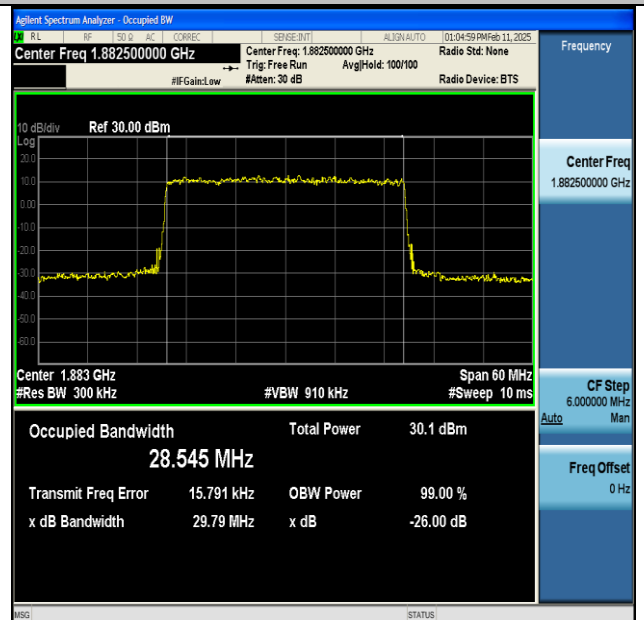 Agilent Spectrum Analyzer - Occupied BW
LXI RL RF 50 Ω AC CORREC SENSE:INT ALIGN AUTO 01:04:59 PM Feb 11, 2025
Center Freq 1.882500000 GHz
Center Freq: 1.882500000 GHz
Radio Std: None
Trig: Free Run Avg|Hold: 100/100
#IFGain:Low #Atten: 30 dB Radio Device: BTS
10 dB/div Ref 30.00 dBm
Log
20.0
10.0
0.00
-10.0
-20.0
-30.0
-40.0
-50.0
-60.0
Center 1.883 GHz Span 60 MHz
#Res BW 300 kHz #VBW 910 kHz #Sweep 10 ms
Occupied Bandwidth Total Power 30.1 dBm
28.545 MHz
Transmit Freq Error 15.791 kHz OBW Power 99.00 %
x dB Bandwidth 29.79 MHz x dB -26.00 dB
MSG STATUS
Frequency
Center Freq
1.882500000 GHz
CF Step
6.000000 MHz
Auto Man
Freq Offset
0 Hz